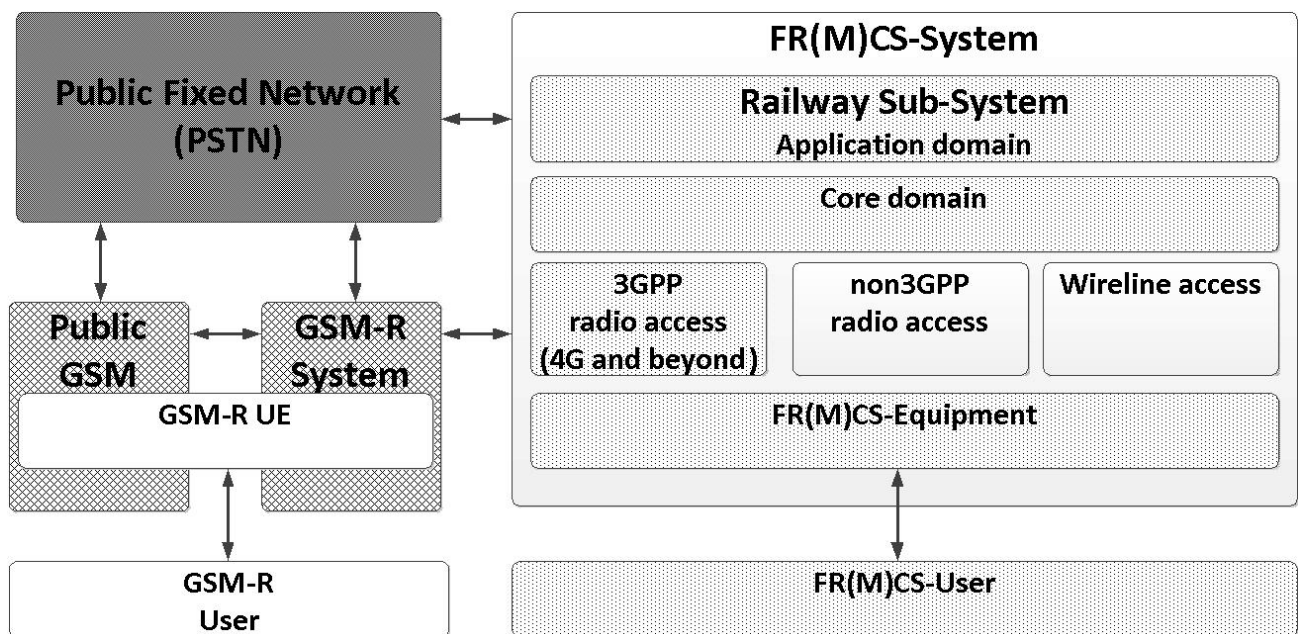 Public Fixed Network
(PSTN)
Public
GSM
GSM-R
System
GSM-R UE
GSM-R
User
FR(M)CS-System
Railway Sub-System
Application domain
Core domain
3GPP
radio access
(4G and beyond)
non3GPP
radio access
Wireline access
FR(M)CS-Equipment
FR(M)CS-User